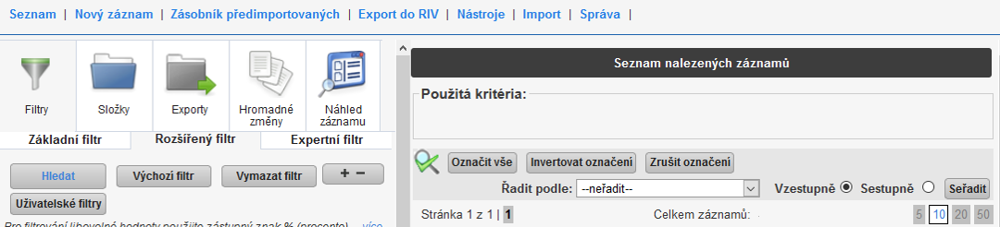 Seznam | Nový záznam | Zásobník předimportovaných | Export do RIV | Nástroje | Import | Správa |
Filtry
Složky
Exporty
Hromadné
změny
Náhled
záznamu
Základní filtr
Rozšířený filtr
Expertní filtr
Hledat
Výchozí filtr
Vymazat filtr
+ −
Uživatelské filtry
Pro filtrování libovolné hodnoty použijte zástupný znak % (procento) ... více
Seznam nalezených záznamů
Použitá kritéria:
Označit vše
Invertovat označení
Zrušit označení
Řadit podle: --neřadit-- Vzestupně Sestupně Seřadit
Stránka 1 z 1 | 1 Celkem záznamů: 5 10 20 50